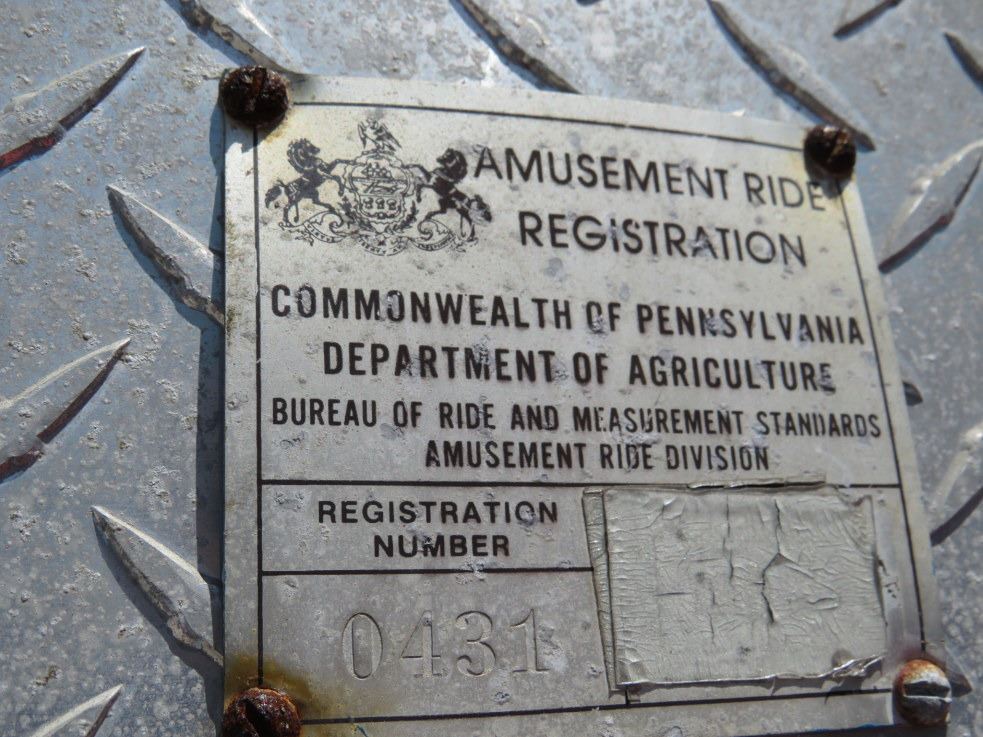 AMUSEMENT RIDE
REGISTRATION
COMMONWEALTH OF PENNSYLVANIA
DEPARTMENT OF AGRICULTURE
BUREAU OF RIDE AND MEASUREMENT STANDARDS
AMUSEMENT RIDE DIVISION
REGISTRATION
NUMBER
0431